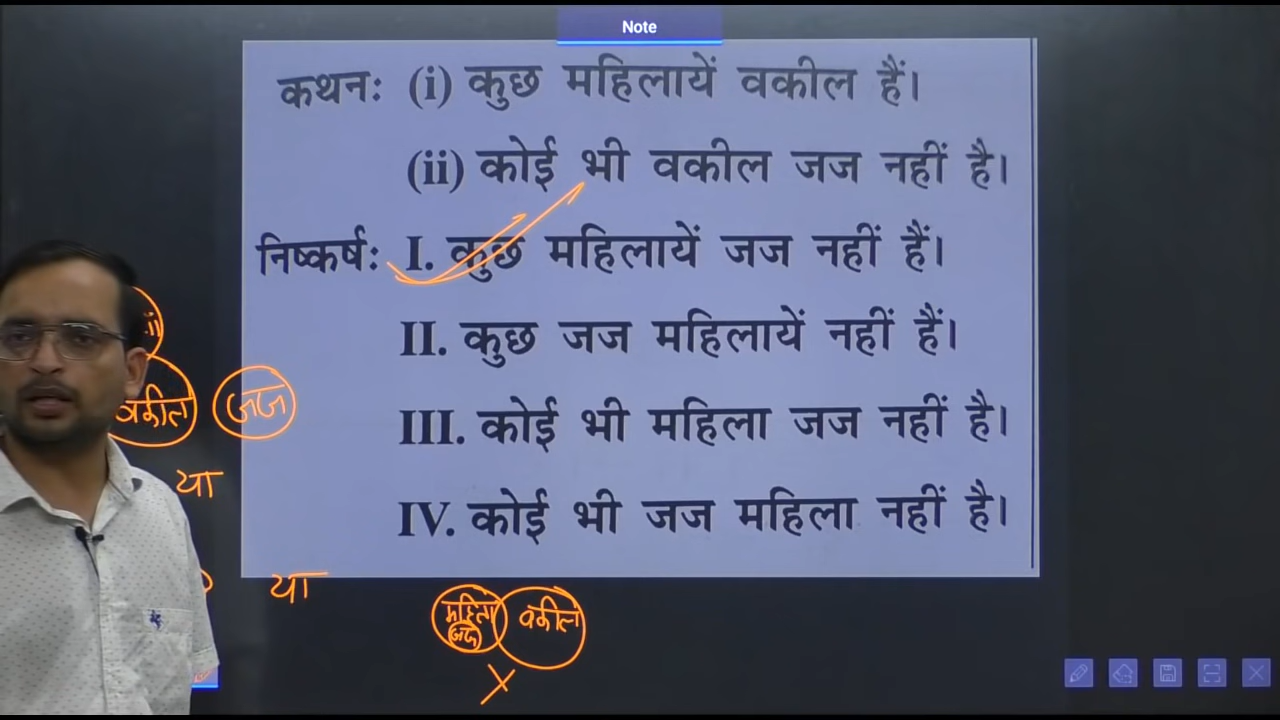 Note
कथनः (i) कुछ महिलायें वकील हैं।
(ii) कोई भी वकील जज नहीं है।
निष्कर्षः I. कुछ महिलायें जज नहीं हैं।
II. कुछ जज महिलायें नहीं हैं।
III. कोई भी महिला जज नहीं है।
IV. कोई भी जज महिला नहीं है।
वकील जज
या
या
महिला वकील
जज